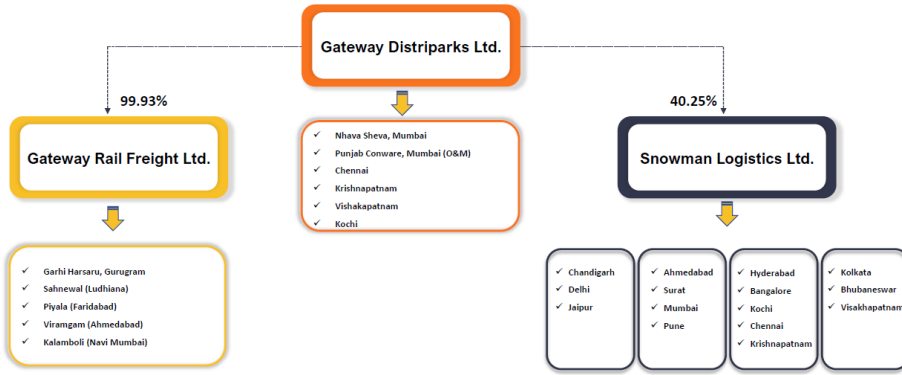 Gateway Distriparks Ltd.
99.93%
40.25%
Gateway Rail Freight Ltd.
Snowman Logistics Ltd.
Nhava Sheva, Mumbai
Punjab Conware, Mumbai (O&M)
Chennai
Krishnapatnam
Vishakapatnam
Kochi
Garhi Harsaru, Gurugram
Sahnewal (Ludhiana)
Piyala (Faridabad)
Viramgam (Ahmedabad)
Kalamboli (Navi Mumbai)
Chandigarh
Delhi
Jaipur
Ahmedabad
Surat
Mumbai
Pune
Hyderabad
Bangalore
Kochi
Chennai
Krishnapatnam
Kolkata
Bhubaneswar
Visakhapatnam